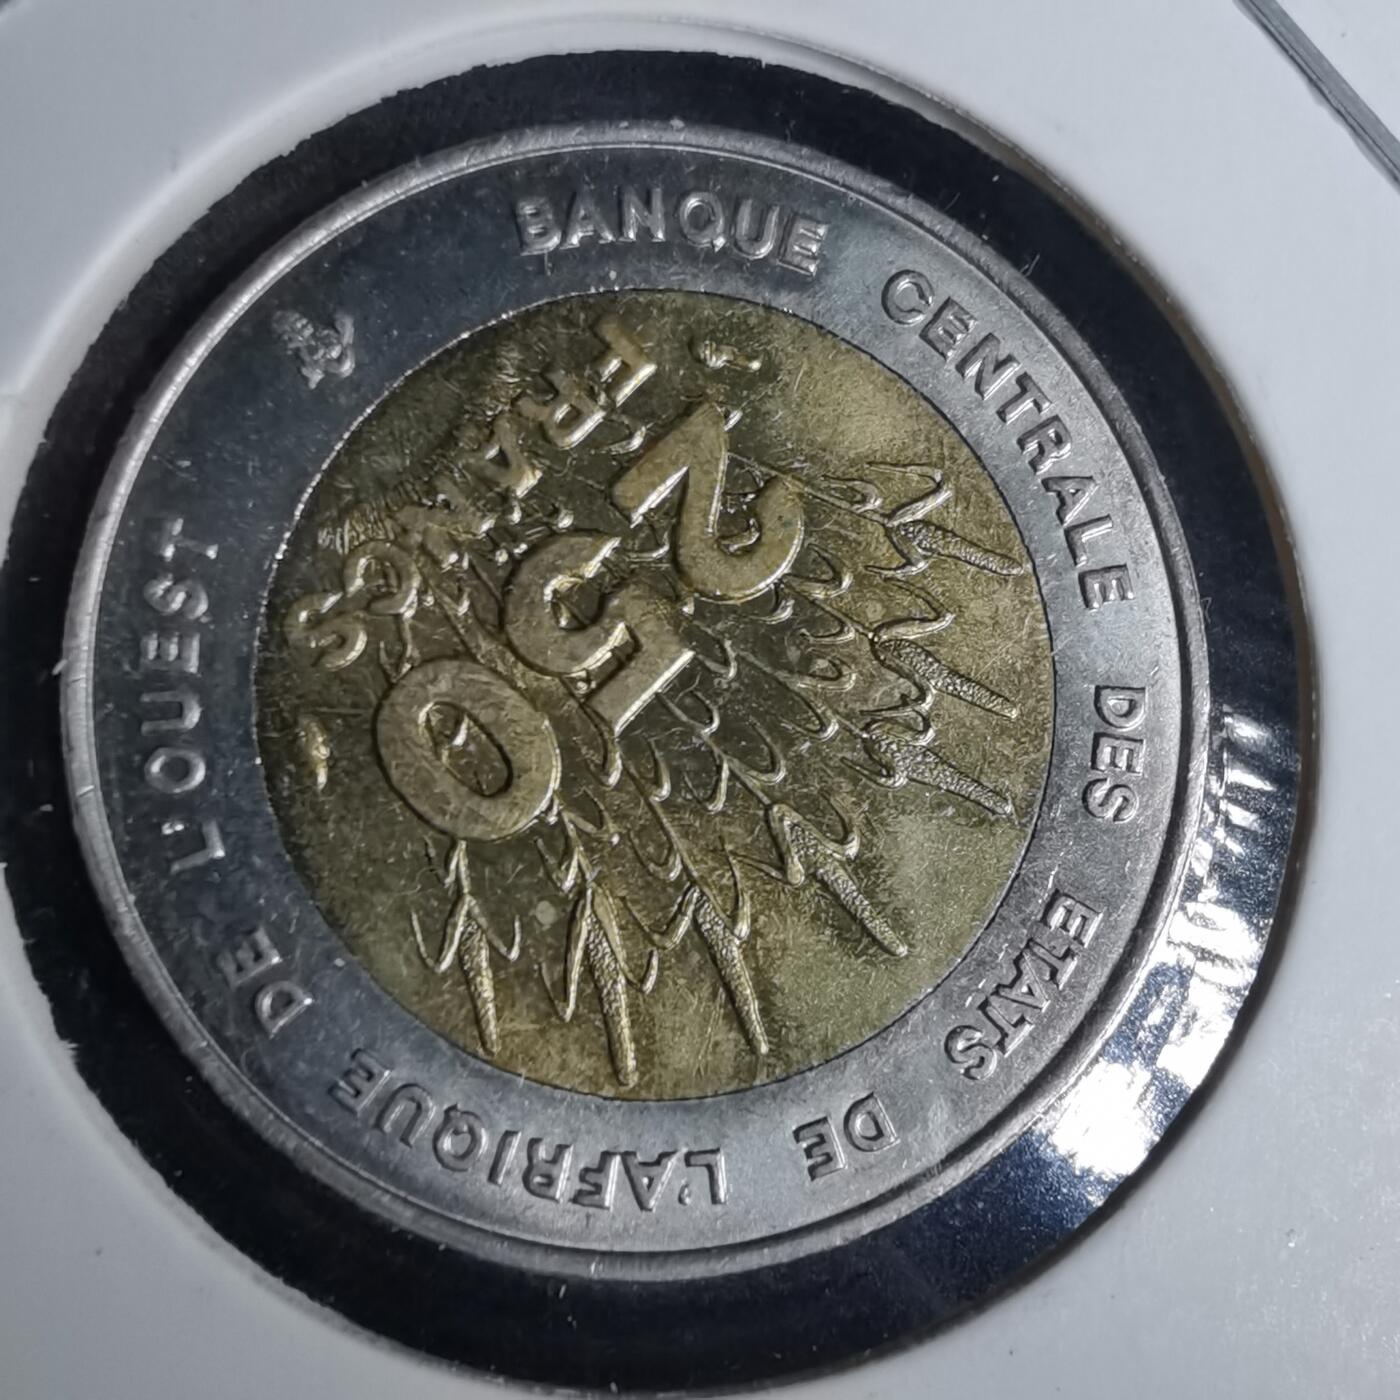 BANQUE CENTRALE DES ETATS DE L'AFRIQUE DE L'OUEST
250
FRANCS